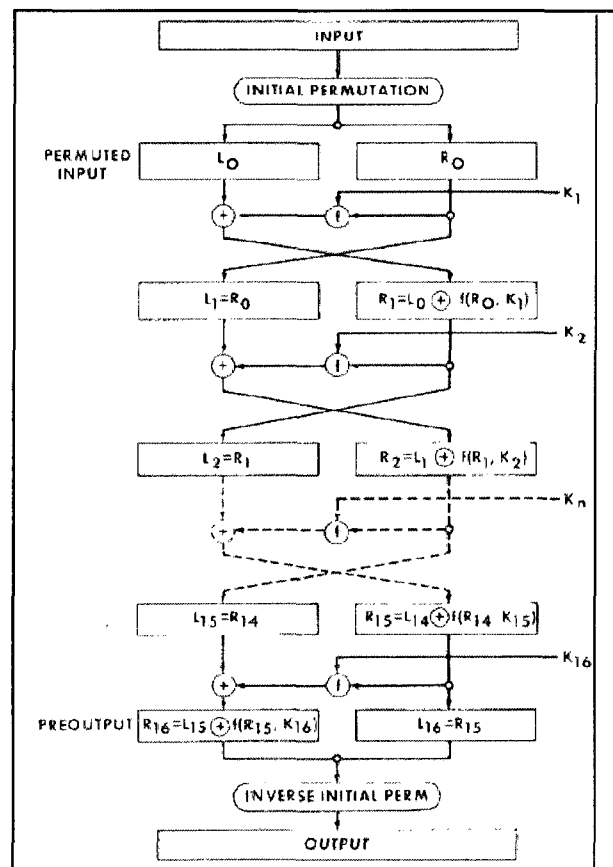 INPUT
INITIAL PERMUTATION
PERMUTED INPUT
L₀
R₀
K₁
+
f
L₁=R₀
R₁=L₀ ⊕ f(R₀, K₁)
K₂
+
f
L₂=R₁
R₂=L₁ ⊕ f(R₁, K₂)
Kₙ
+
f
L₁₅=R₁₄
R₁₅=L₁₄ ⊕ f(R₁₄ K₁₅)
K₁₆
+
f
PREOUTPUT
R₁₆=L₁₅ ⊕ f(R₁₅, K₁₆)
L₁₆=R₁₅
INVERSE INITIAL PERM
OUTPUT